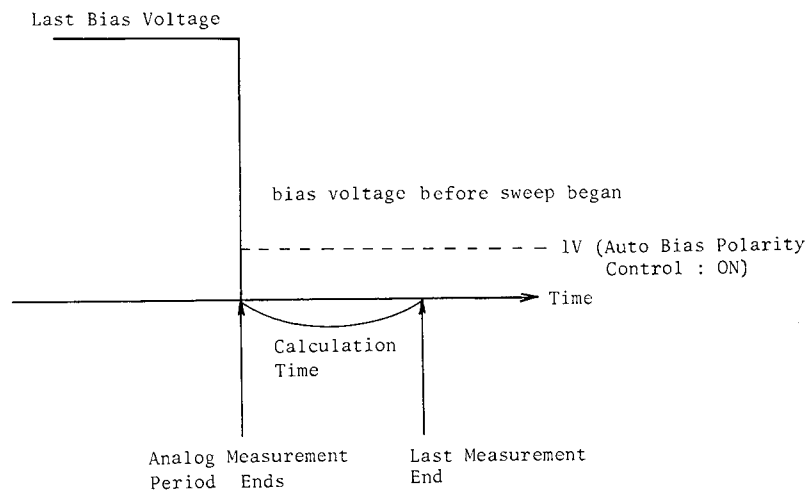 Last Bias Voltage
bias voltage before sweep began
1V (Auto Bias Polarity
Control : ON)
Time
Calculation
Time
Analog Measurement
Period Ends
Last Measurement
End